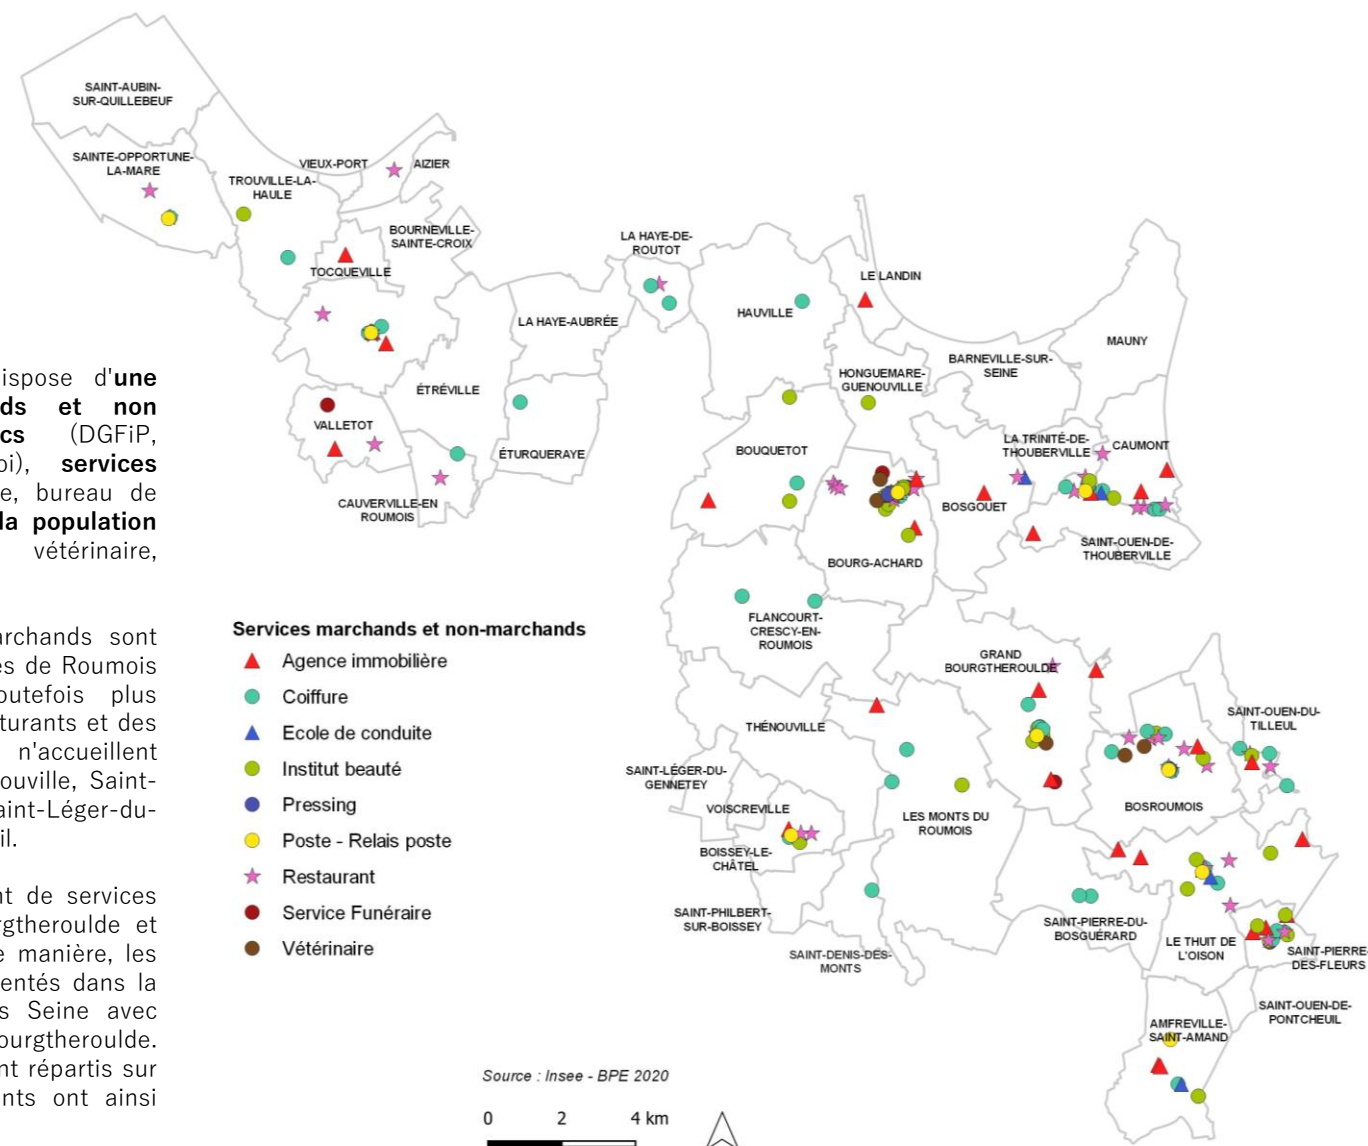 ispose d'une
ds et non
cs (DGFiP,
oi), services
e, bureau de
la population
vétérinaire,
archands sont
es de Roumois
outefois plus
turants et des
n'accueillent
ouville, Saint-
aint-Léger-du-
il.
nt de services
urgtheroulde et
e manière, les
entés dans la
s Seine avec
ourgtheroulde.
nt répartis sur
nts ont ainsi
SAINT-AUBIN-
SUR-QUILLEBEUF
SAINTE-OPPORTUNE-
LA-MARE
TROUVILLE-LA-
HAULE
VIEUX-PORT
AIZIER
BOURNEVILLE-
SAINTE-CROIX
TOCQUEVILLE
LA HAYE-DE-
ROUTOT
LA HAYE-AUBRÉE
HAUVILLE
LE LANDIN
BARNEVILLE-SUR-
SEINE
MAUNY
HONGUEMARE-
GUENOUVILLE
ÉTRÉVILLE
VALLETOT
ÉTURQUERAYE
CAUVERVILLE-EN
ROUMOIS
BOUQUETOT
LA TRINITÉ-DE-
THOUBERVILLE
CAUMONT
BOSGOUET
SAINT-OUEN-DE-
THOUBERVILLE
BOURG-ACHARD
FLANCOURT-
CRESCY-EN-
ROUMOIS
GRAND
BOURGTHEROULDE
THÉNOUVILLE
SAINT-OUEN-DU-
TILLEUL
SAINT-LÉGER-DU-
GENNETEY
VOISCREVILLE
BOSROUMOIS
LES MONTS DU
ROUMOIS
BOISSEY-LE-
CHÂTEL
SAINT-PHILBERT-
SUR-BOISSEY
SAINT-DENIS-DES-
MONTS
SAINT-PIERRE-DU-
BOSGUÉRARD
LE THUIT DE
L'OISON
SAINT-PIERRE-
DES-FLEURS
SAINT-OUEN-DE-
PONTCHEUIL
AMFREVILLE-
SAINT-AMAND
Services marchands et non-marchands
Agence immobilière
Coiffure
Ecole de conduite
Institut beauté
Pressing
Poste - Relais poste
Restaurant
Service Funéraire
Vétérinaire
Source : Insee - BPE 2020
0 2 4 km